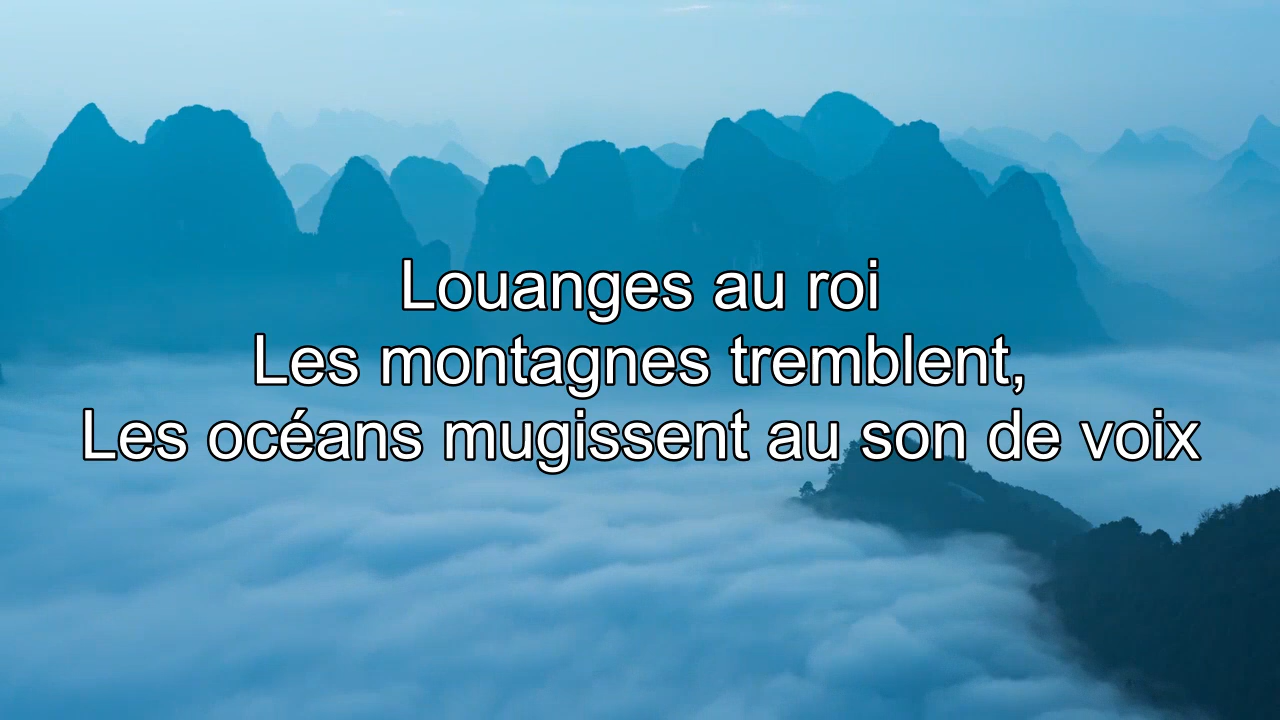 Louanges au roi
Les montagnes tremblent,
Les océans mugissent au son de voix